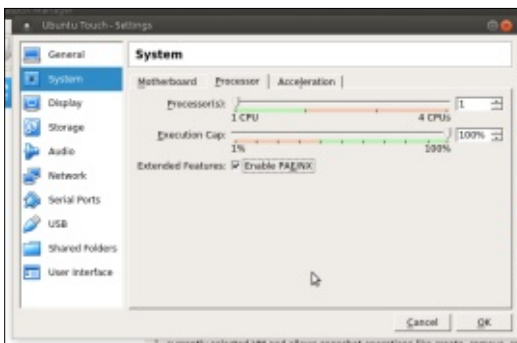 Ubuntu Touch - Settings
General
System
Display
Storage
Audio
Network
Serial Ports
USB
Shared Folders
User Interface
System
Motherboard
Processor
Acceleration
Processor(s):
1
1 CPU
4 CPUs
Execution Cap:
100%
1%
100%
Extended Features:
Enable PAE/NX
Cancel
OK